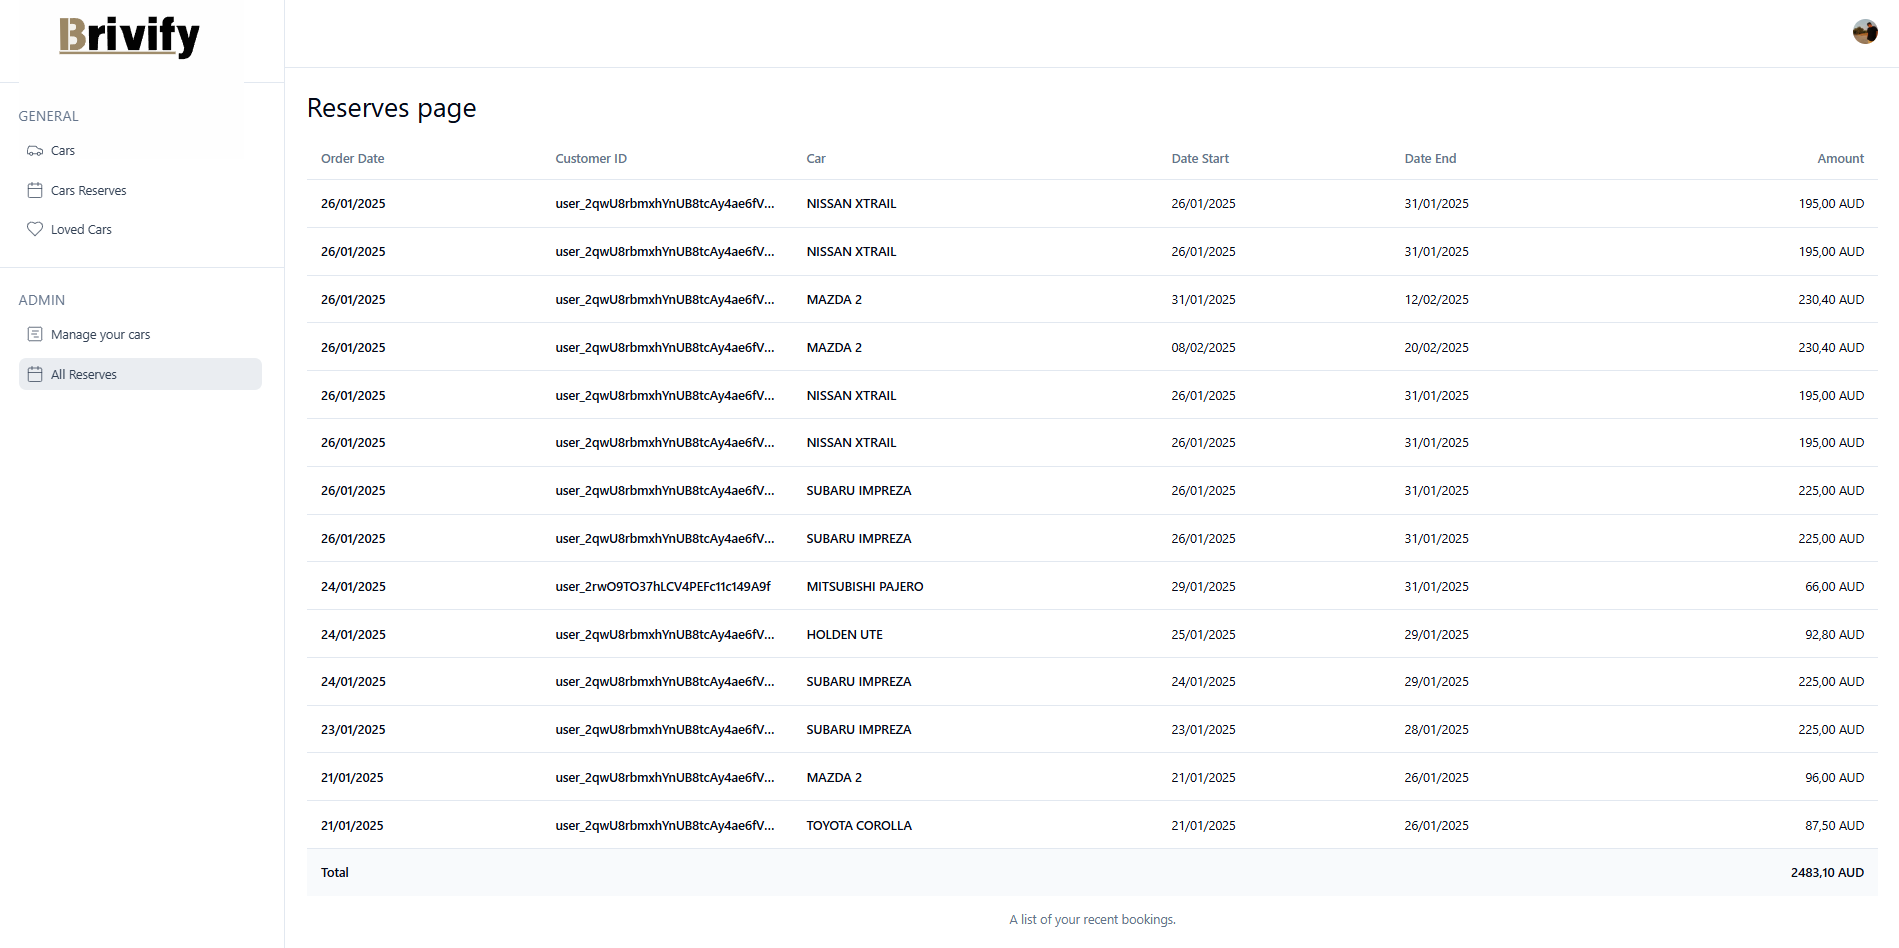 Brivify
GENERAL
Cars
Cars Reserves
Loved Cars
ADMIN
Manage your cars
All Reserves
Reserves page
Order Date Customer ID Car Date Start Date End Amount
26/01/2025 user_2qwU8rbmxhYnUB8tcAy4ae6fV... NISSAN XTRAIL 26/01/2025 31/01/2025 195,00 AUD
26/01/2025 user_2qwU8rbmxhYnUB8tcAy4ae6fV... NISSAN XTRAIL 26/01/2025 31/01/2025 195,00 AUD
26/01/2025 user_2qwU8rbmxhYnUB8tcAy4ae6fV... MAZDA 2 31/01/2025 12/02/2025 230,40 AUD
26/01/2025 user_2qwU8rbmxhYnUB8tcAy4ae6fV... MAZDA 2 08/02/2025 20/02/2025 230,40 AUD
26/01/2025 user_2qwU8rbmxhYnUB8tcAy4ae6fV... NISSAN XTRAIL 26/01/2025 31/01/2025 195,00 AUD
26/01/2025 user_2qwU8rbmxhYnUB8tcAy4ae6fV... NISSAN XTRAIL 26/01/2025 31/01/2025 195,00 AUD
26/01/2025 user_2qwU8rbmxhYnUB8tcAy4ae6fV... SUBARU IMPREZA 26/01/2025 31/01/2025 225,00 AUD
26/01/2025 user_2qwU8rbmxhYnUB8tcAy4ae6fV... SUBARU IMPREZA 26/01/2025 31/01/2025 225,00 AUD
24/01/2025 user_2rwO9TO37hLCV4PEFc11c149A9f MITSUBISHI PAJERO 29/01/2025 31/01/2025 66,00 AUD
24/01/2025 user_2qwU8rbmxhYnUB8tcAy4ae6fV... HOLDEN UTE 25/01/2025 29/01/2025 92,80 AUD
24/01/2025 user_2qwU8rbmxhYnUB8tcAy4ae6fV... SUBARU IMPREZA 24/01/2025 29/01/2025 225,00 AUD
23/01/2025 user_2qwU8rbmxhYnUB8tcAy4ae6fV... SUBARU IMPREZA 23/01/2025 28/01/2025 225,00 AUD
21/01/2025 user_2qwU8rbmxhYnUB8tcAy4ae6fV... MAZDA 2 21/01/2025 26/01/2025 96,00 AUD
21/01/2025 user_2qwU8rbmxhYnUB8tcAy4ae6fV... TOYOTA COROLLA 21/01/2025 26/01/2025 87,50 AUD
Total 2483,10 AUD
A list of your recent bookings.